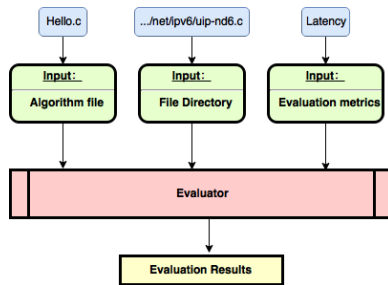 Hello.c
.../net/ipv6/uip-nd6.c
Latency
Input:
Algorithm file
Input:
File Directory
Input:
Evaluation metrics
Evaluator
Evaluation Results